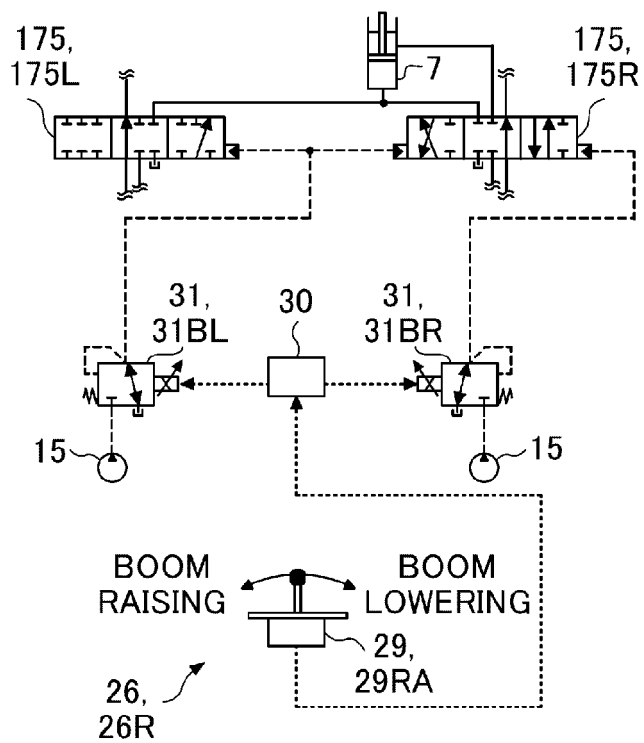 175,
175L
7
175,
175R
31,
31BL
30
31,
31BR
15
15
BOOM
RAISING
BOOM
LOWERING
29,
29RA
26,
26R